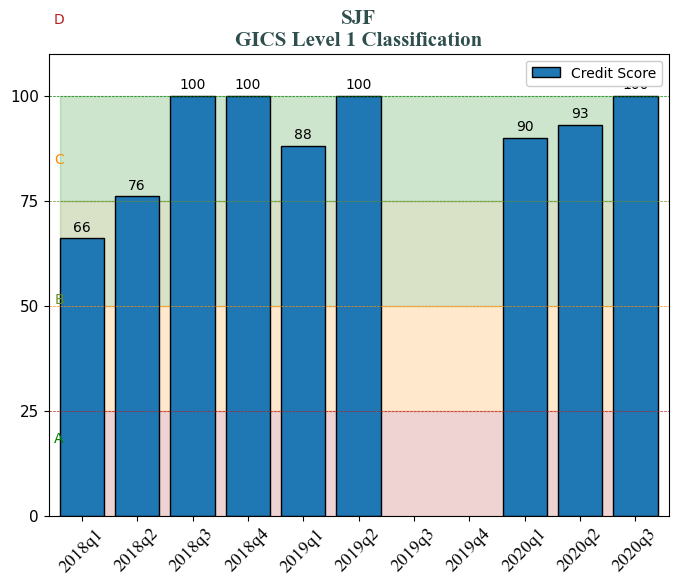 D
SJF
GICS Level 1 Classification
Credit Score
100
100
100
100
100
93
90
88
C
76
75
66
50
B
25
A
0
2018q1
2018q2
2018q3
2018q4
2019q1
2019q2
2019q3
2019q4
2020q1
2020q2
2020q3